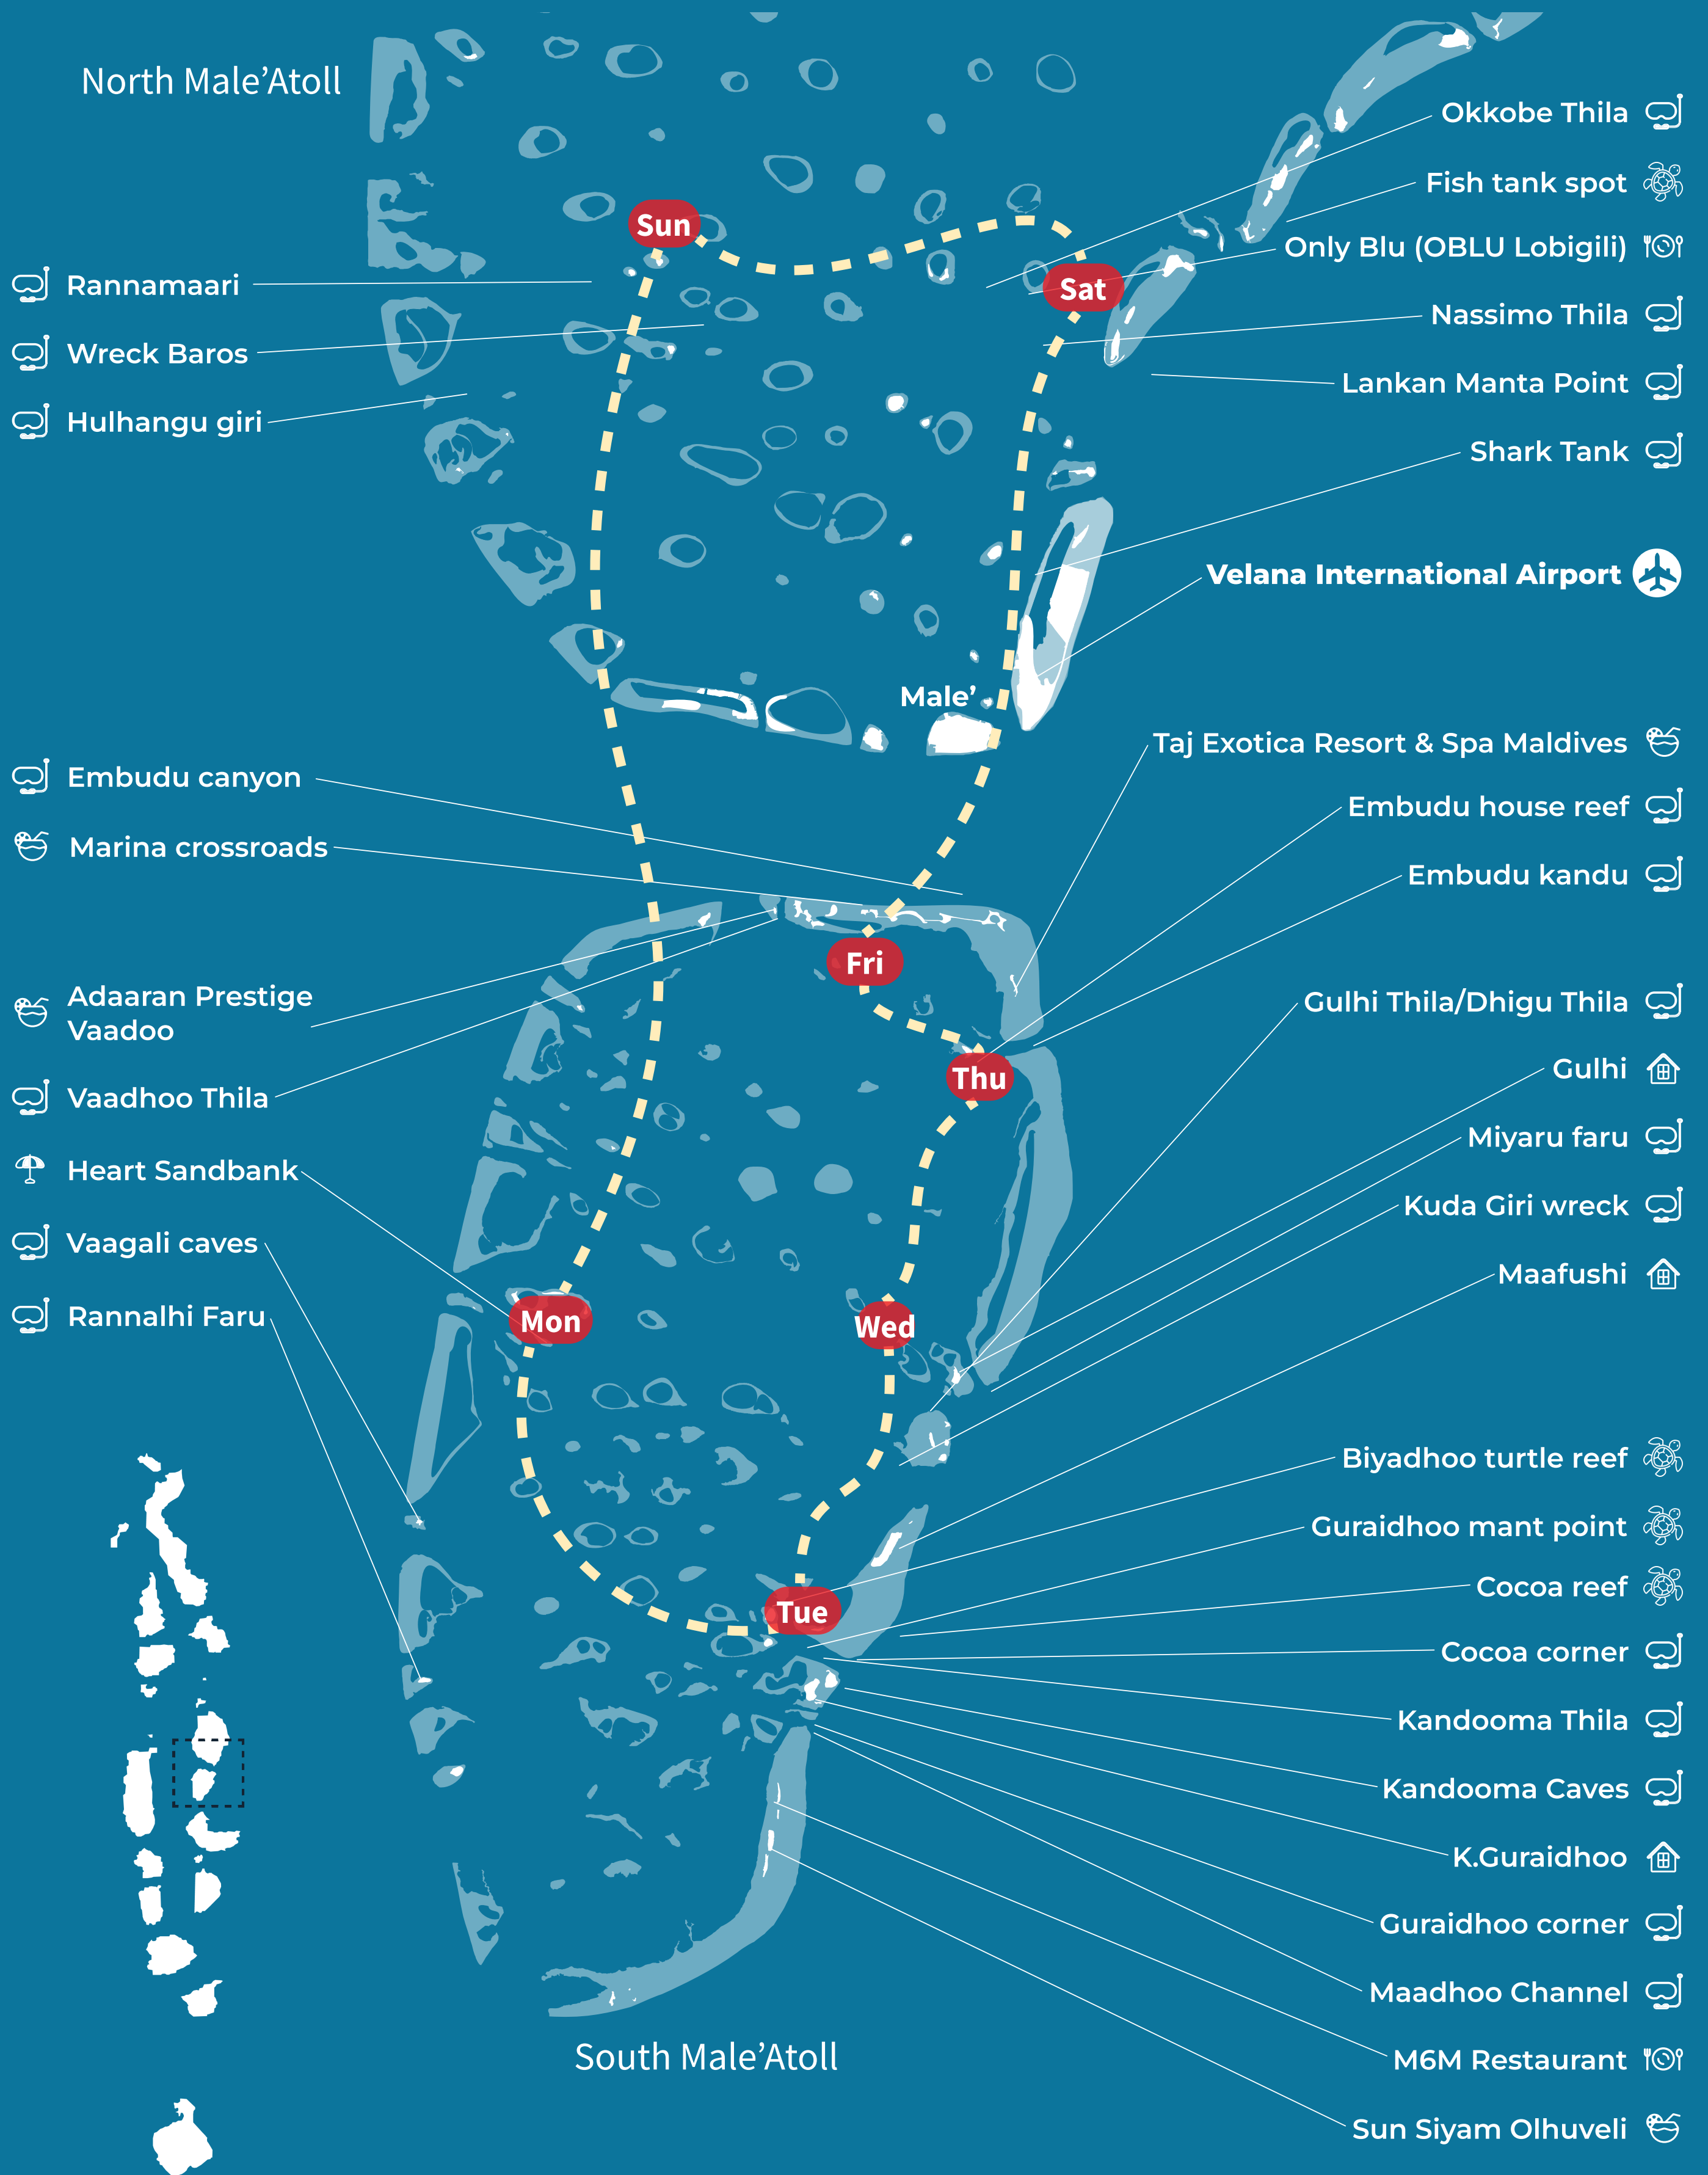 North Male’Atoll
Okkobe Thila
Fish tank spot
Sun
Only Blu (OBLU Lobigili)
Rannamaari
Sat
Nassimo Thila
Wreck Baros
Lankan Manta Point
Hulhangu giri
Shark Tank
Velana International Airport
Male’
Taj Exotica Resort & Spa Maldives
Embudu canyon
Embudu house reef
Marina crossroads
Embudu kandu
Fri
Adaaran Prestige
Vaadoo
Gulhi Thila/Dhigu Thila
Thu
Gulhi
Vaadhoo Thila
Miyaru faru
Heart Sandbank
Kuda Giri wreck
Vaagali caves
Maafushi
Rannalhi Faru
Mon
Wed
Biyadhoo turtle reef
Guraidhoo mant point
Cocoa reef
Tue
Cocoa corner
Kandooma Thila
Kandooma Caves
K.Guraidhoo
Guraidhoo corner
Maadhoo Channel
South Male’Atoll
M6M Restaurant
Sun Siyam Olhuveli